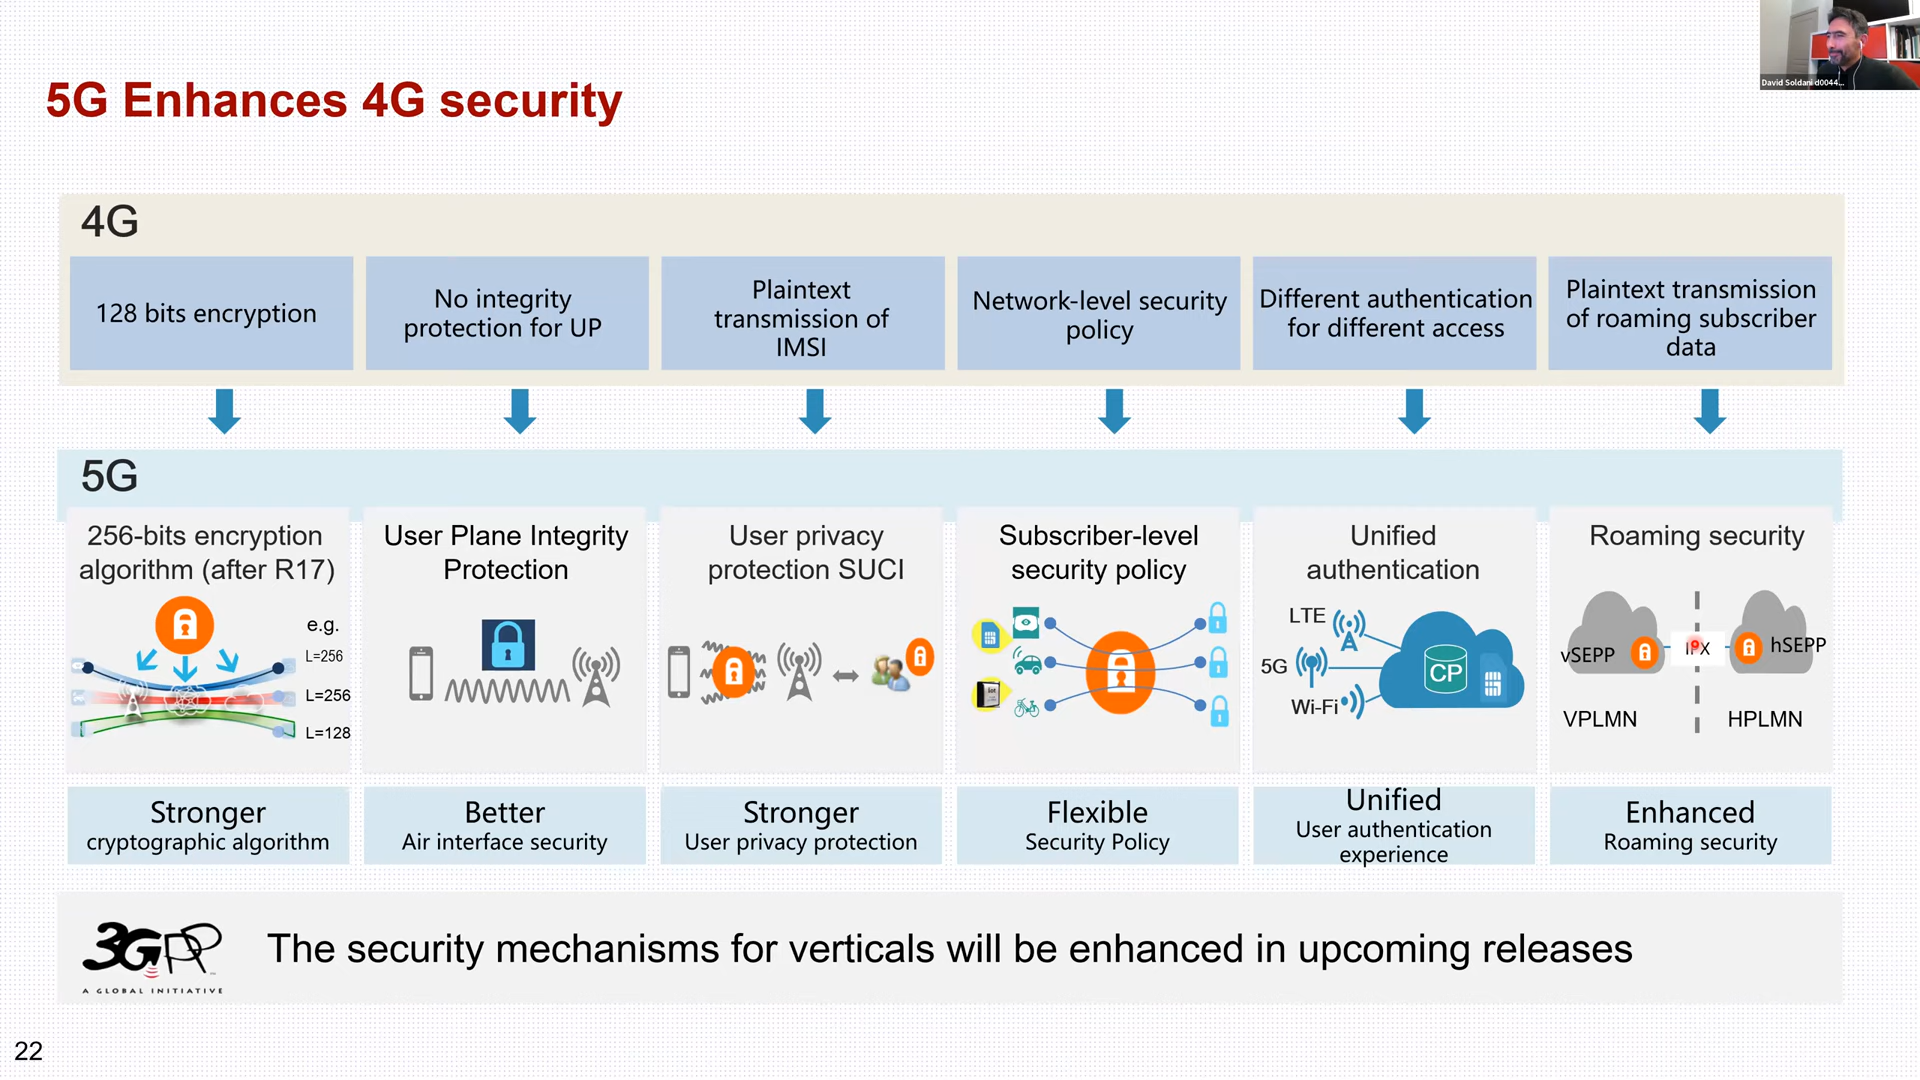 David Soldani d0044...
5G Enhances 4G security
4G
128 bits encryption
No integrity
protection for UP
Plaintext
transmission of
IMSI
Network-level security
policy
Different authentication
for different access
Plaintext transmission
of roaming subscriber
data
5G
256-bits encryption
algorithm (after R17)
e.g.
L=256
L=256
L=128
User Plane Integrity
Protection
User privacy
protection SUCI
Subscriber-level
security policy
Unified
authentication
LTE
5G
Wi-Fi
CP
Roaming security
vSEPP
IPX
hSEPP
VPLMN
HPLMN
Stronger
cryptographic algorithm
Better
Air interface security
Stronger
User privacy protection
Flexible
Security Policy
Unified
User authentication
experience
Enhanced
Roaming security
3GPP
A GLOBAL INITIATIVE
The security mechanisms for verticals will be enhanced in upcoming releases
22